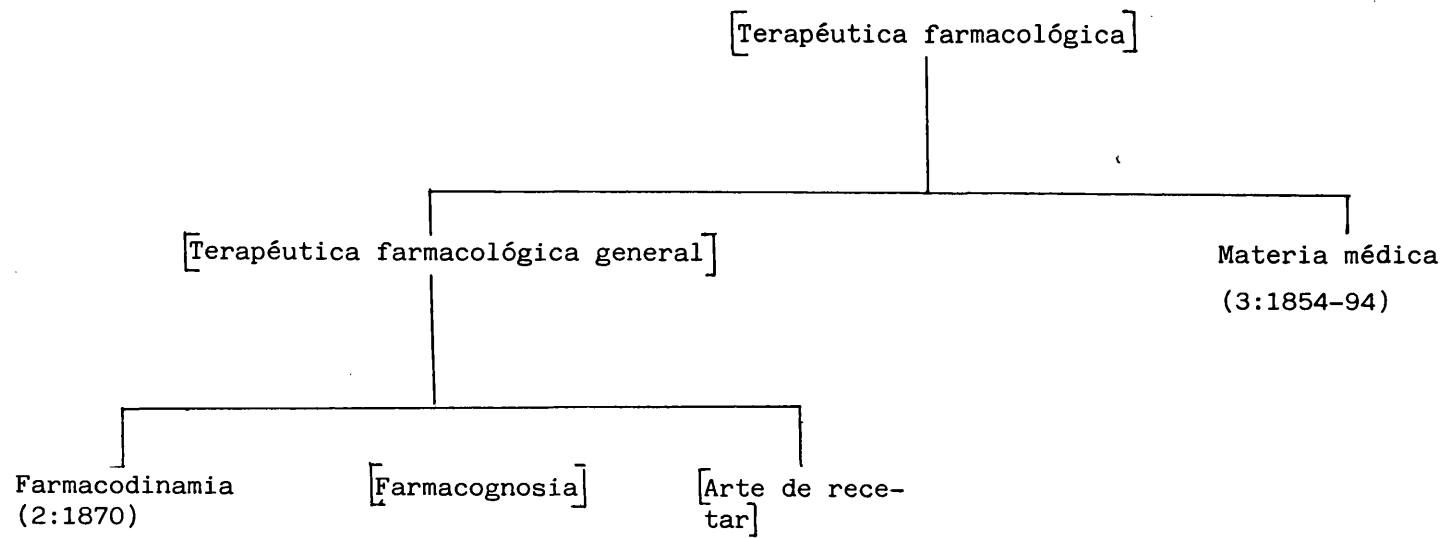 [Terapéutica farmacológica]
[Terapéutica farmacológica general]
Materia médica
(3:1854-94)
Farmacodinamia
(2:1870)
[Farmacognosia]
[Arte de rece-
tar]